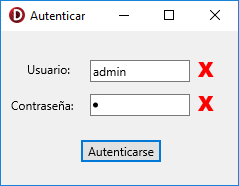 D Autenticar
Usuario: admin X
Contraseña: • X
Autenticarse